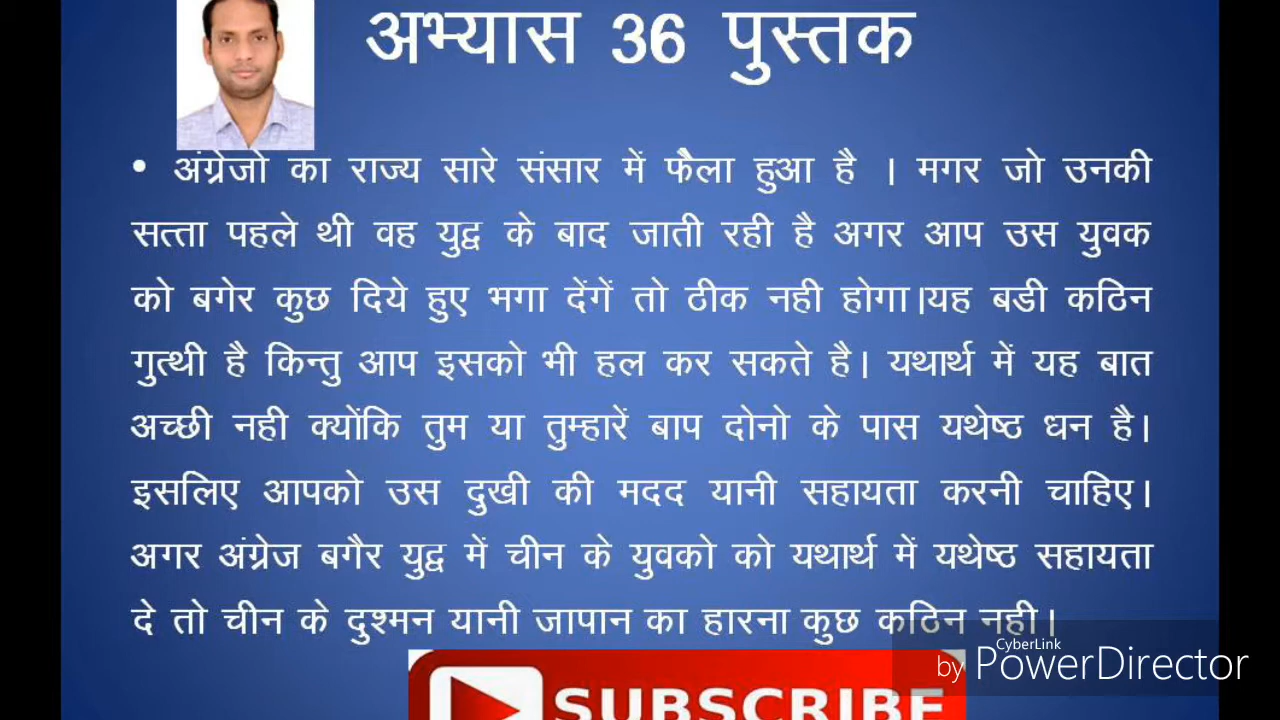 अभ्यास 36 पुस्तक
• अंग्रेजो का राज्य सारे संसार में फैला हुआ है । मगर जो उनकी
सत्ता पहले थी वह युद्व के बाद जाती रही है अगर आप उस युवक
को बगेर कुछ दिये हुए भगा देंगें तो ठीक नही होगा।यह बडी कठिन
गुत्थी है किन्तु आप इसको भी हल कर सकते है। यथार्थ में यह बात
अच्छी नही क्योंकि तुम या तुम्हारें बाप दोनो के पास यथेष्ठ धन है।
इसलिए आपको उस दुखी की मदद यानी सहायता करनी चाहिए।
अगर अंग्रेज बगैर युद्व में चीन के युवको को यथार्थ में यथेष्ठ सहायता
दे तो चीन के दुश्मन यानी जापान का हारना कुछ कठिन नही।
CyberLink
by PowerDirector
SUBSCRIBE